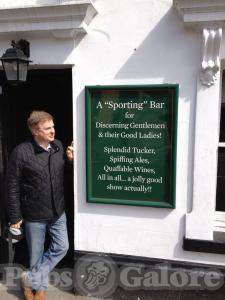 A "Sporting" Bar
for
Discerning Gentlemen
& their Good Ladies!
Splendid Tucker,
Spiffing Ales,
Quaffable Wines,
All in all... a jolly good
show actually!!
Pubs Galore